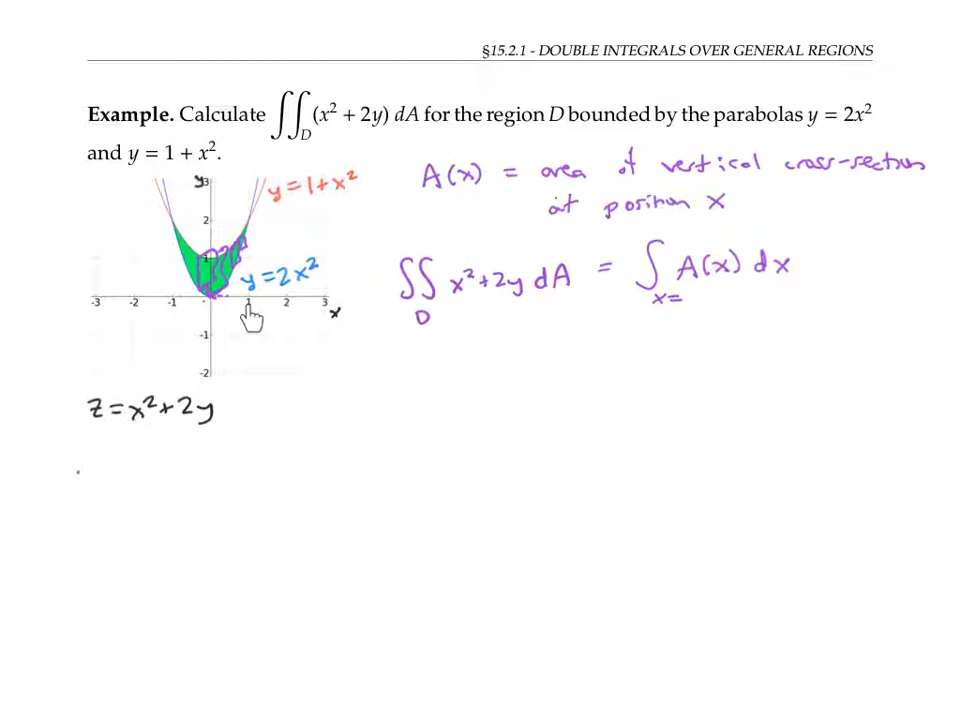 §15.2.1 - DOUBLE INTEGRALS OVER GENERAL REGIONS
Example. Calculate ∬_D (x² + 2y) dA for the region D bounded by the parabolas y = 2x²
and y = 1 + x².
A(x) = area of vertical cross-section
at position x
y = 1 + x²
y = 2x²
∬_D x² + 2y dA = ∫_{x=} A(x) dx
y
3
2
1
-3 -2 -1 1 2 3
x
-1
-2
z = x² + 2y